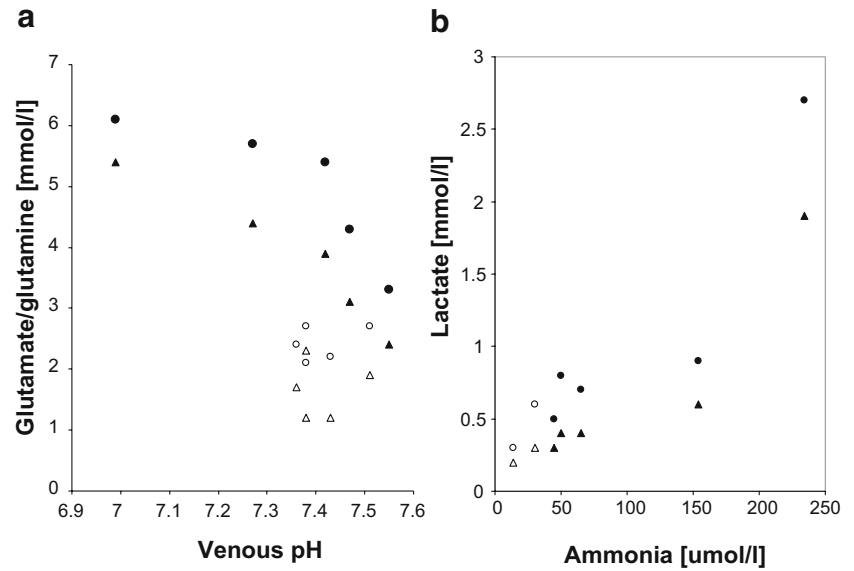 a
Glutamate/glutamine [mmol/l]
7
6
5
4
3
2
1
0
6.9 7 7.1 7.2 7.3 7.4 7.5 7.6
Venous pH
b
Lactate [mmol/l]
3
2.5
2
1.5
1
0.5
0
0 50 100 150 200 250
Ammonia [umol/l]